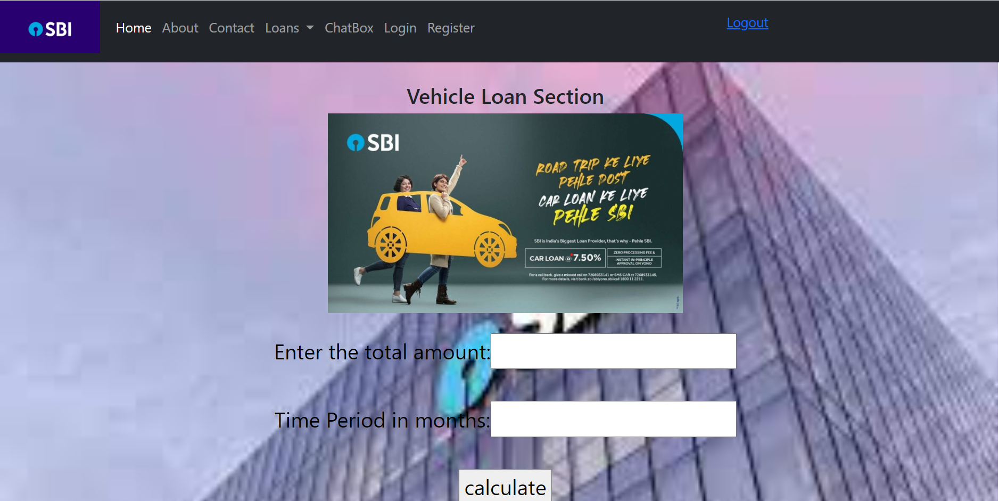 SBI
Home About Contact Loans ChatBox Login Register Logout
Vehicle Loan Section
SBI
ROAD TRIP KE LIYE
PEHLE DOST
CAR LOAN KE LIYE
PEHLE SBI
SBI is India's Biggest Loan Provider, that's why - Pehle SBI.
CAR LOAN @ 7.50%
ZERO PROCESSING FEE &
INSTANT IN-PRINCIPLE
APPROVAL ON YONO
For a call back, give a missed call on 7208933141 or SMS CAR at 7208933145.
For more details, visit bank.sbi/sbiyono.sbi/call 1800 11 2211.
Enter the total amount:
Time Period in months:
calculate